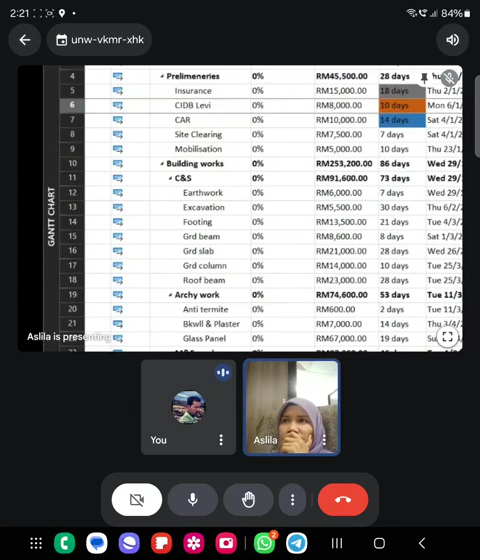 2:21 84%
unw-vkmr-xhk
GANTT CHART
4 Prelimeneries 0% RM45,500.00 28 days
5 Insurance 0% RM15,000.00 18 days Thu 2/1/2
6 CIDB Levi 0% RM8,000.00 10 days Mon 6/1/
7 CAR 0% RM10,000.00 14 days Sat 4/1/2
8 Site Clearing 0% RM7,500.00 7 days Sat 4/1/2
9 Mobilisation 0% RM5,000.00 10 days Thu 23/1/
10 Building works 0% RM253,200.00 86 days Wed 29/
11 C&S 0% RM91,600.00 73 days Wed 29/
12 Earthwork 0% RM6,000.00 7 days Wed 29/
13 Excavation 0% RM5,500.00 30 days Thu 6/2/2
14 Footing 0% RM13,500.00 21 days Tue 4/3/2
15 Grd beam 0% RM8,600.00 8 days Sat 1/3/2
16 Grd slab 0% RM21,000.00 28 days Wed 26/2
17 Grd column 0% RM14,000.00 10 days Tue 25/3/
18 Roof beam 0% RM23,000.00 28 days Tue 25/3/
19 Archy work 0% RM74,600.00 53 days Tue 11/3
20 Anti termite 0% RM600.00 2 days Tue 11/3/
21 Bkwll & Plaster 0% RM7,000.00 14 days Thu 3/4/2
Glass Panel 0% RM67,000.00 19 days
Aslila is presenting
You
Aslila
2